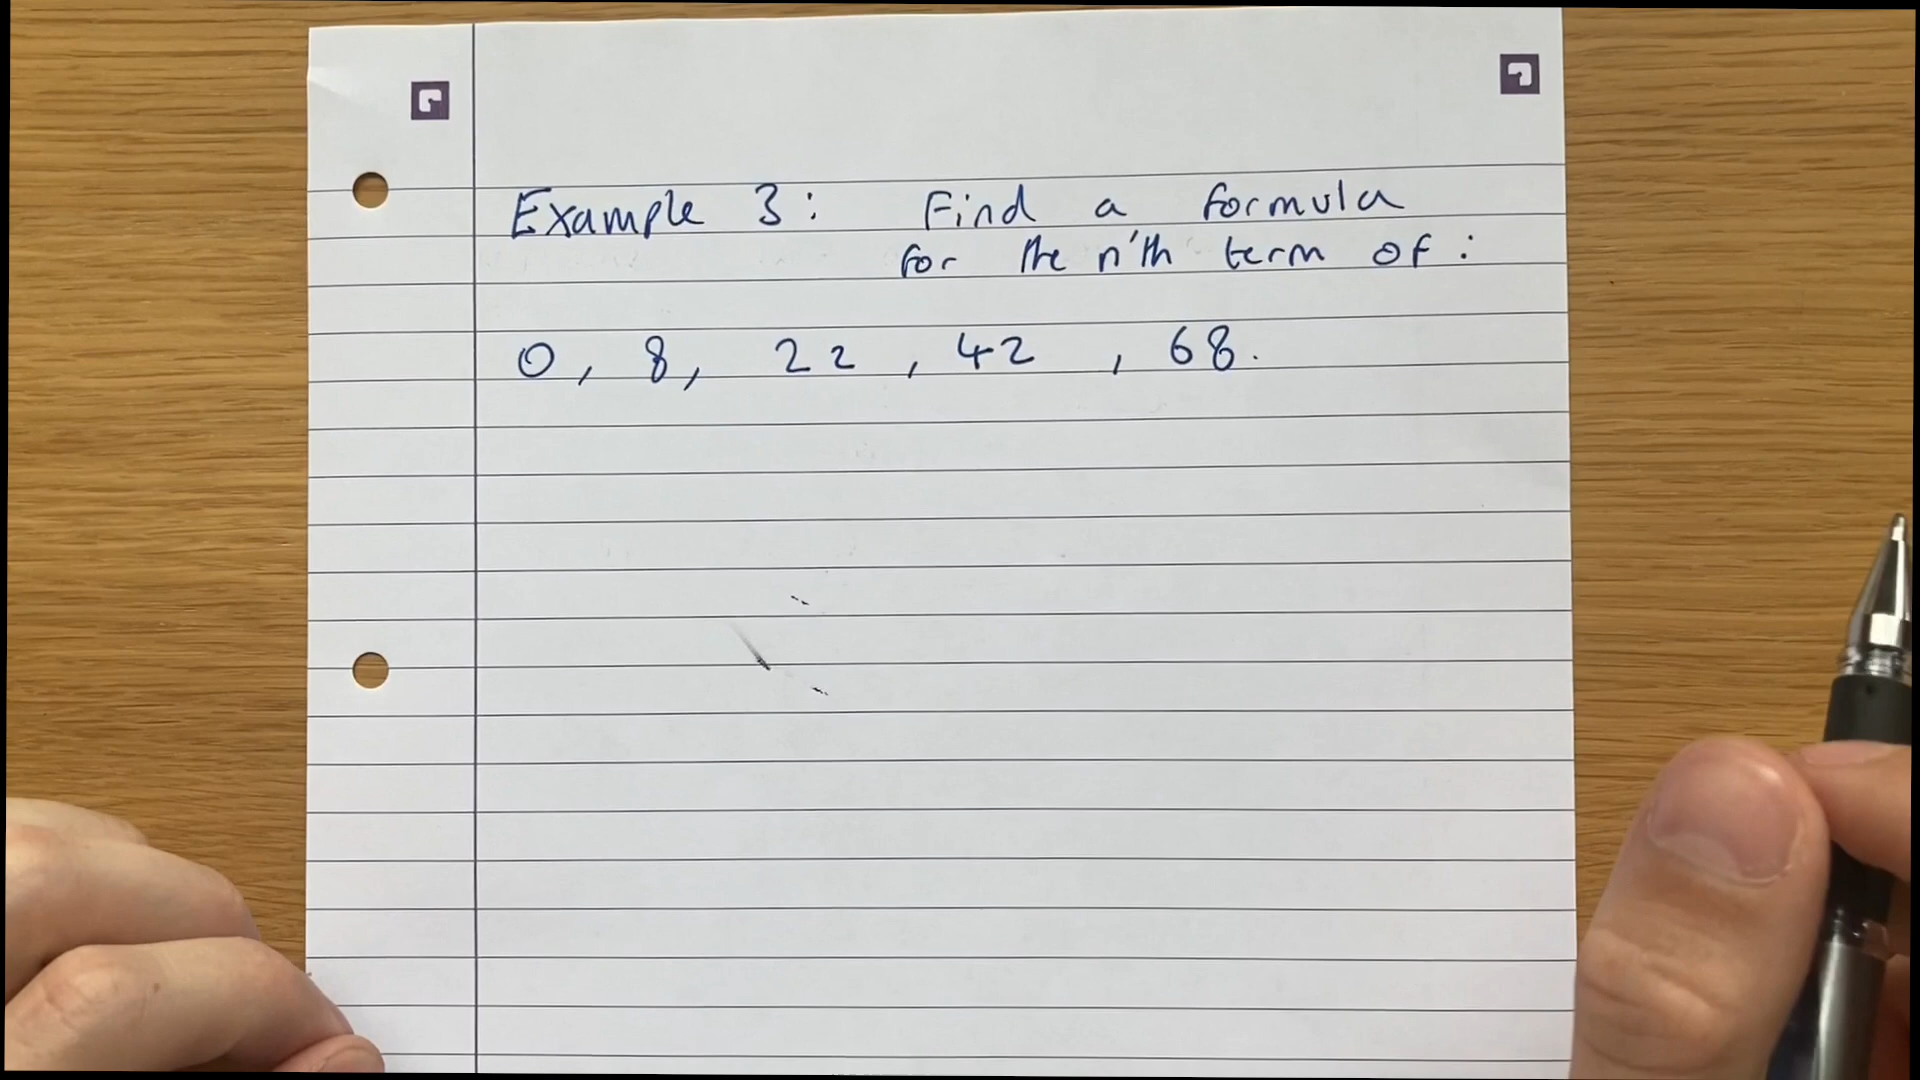 Example 3: Find a formula
for the n'th term of:
0, 8, 22, 42, 68.